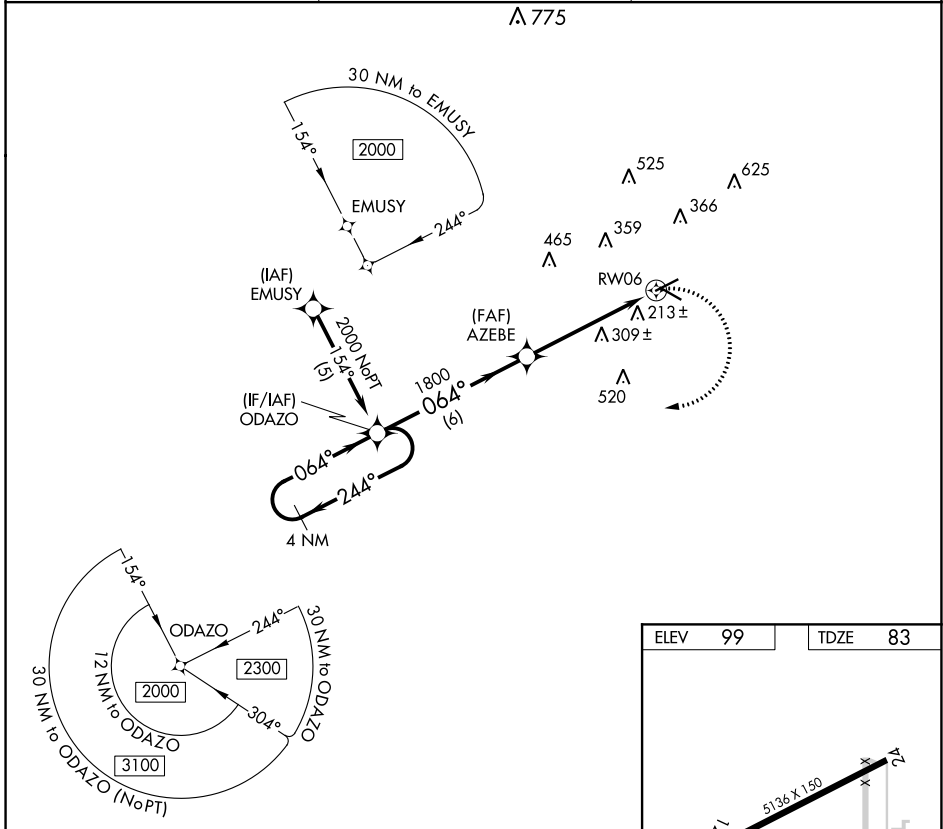 775
30 NM to EMUSY
154°
2000
EMUSY
244°
525
625
366
359
465
RW06
(IAF)
EMUSY
2000 NoPT
154°
(5)
(FAF)
AZEBE
213±
309±
520
1800
064°
(6)
(IF/IAF)
ODAZO
064°
244°
4 NM
154°
ODAZO
244°
30 NM to ODAZO
2300
12 NM to ODAZO
2000
304°
3100
30 NM to ODAZO (NoPT)
ELEV 99
TDZE 83
24
X
X
5136 X 150